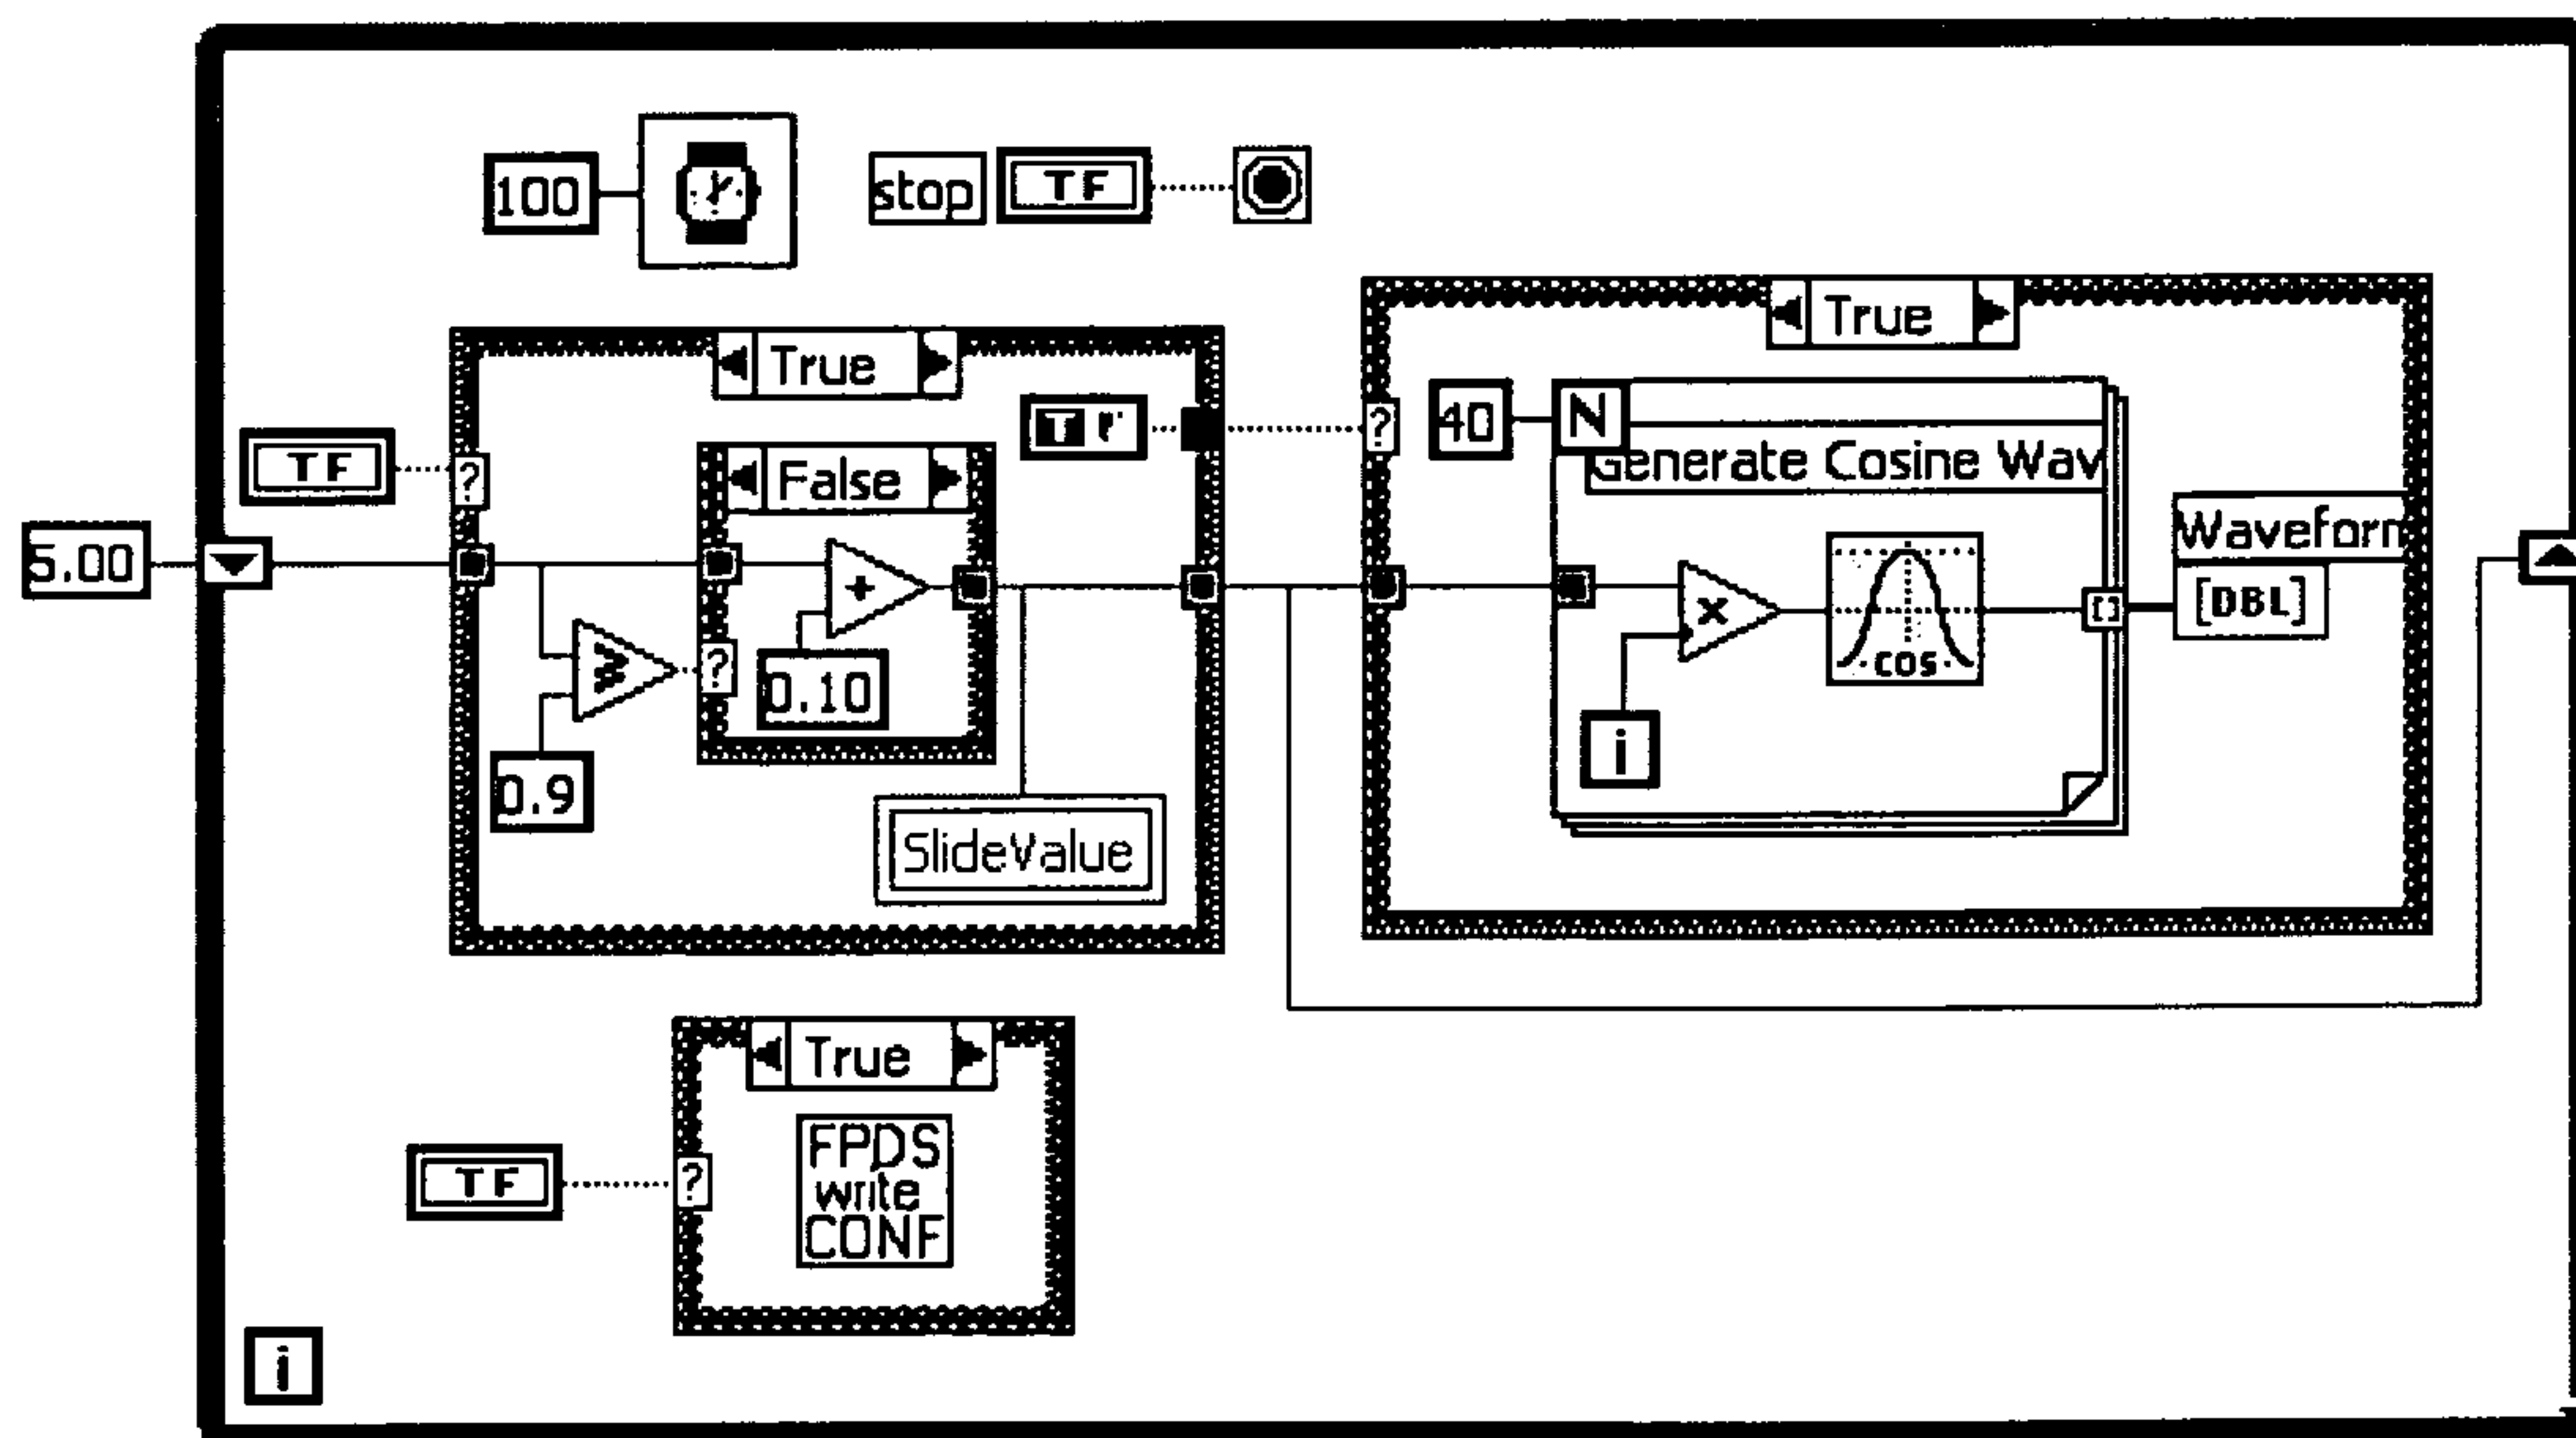 100
stop
TF
True
True
TF
40
N
Generate Cosine Wav
False
Waveforn
5.00
+
[DBL]
x
cos
0.10
0.9
i
SlideValue
True
TF
FPDS
write
CONF
i
?
?
?
?